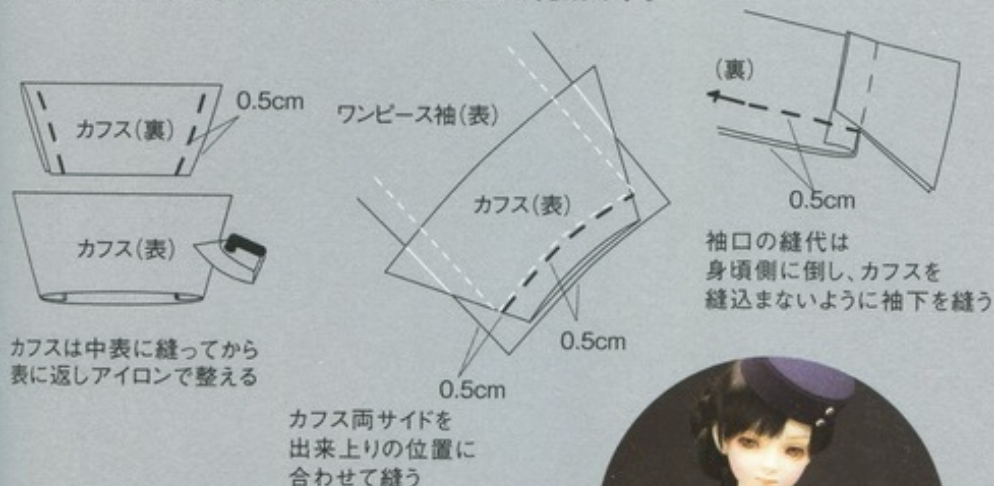 カフス(裏)
0.5cm
カフス(表)
カフスは中表に縫ってから
表に返しアイロンで整える
ワンピース袖(表)
カフス(表)
0.5cm
0.5cm
カフス両サイドを
出来上りの位置に
合わせて縫う
(裏)
0.5cm
袖口の縫代は
身頃側に倒し、カフスを
縫込まないように袖下を縫う